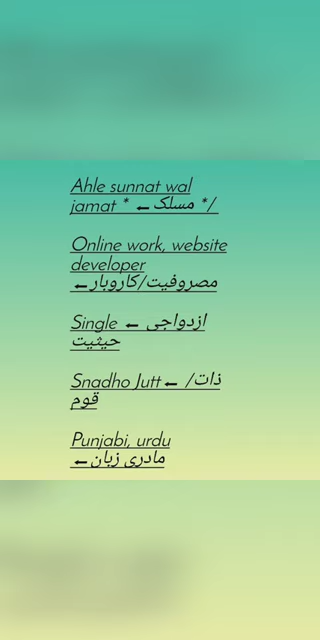 Ahle sunnat wal
jamat * ← مسلک */
Online work, website
developer
← مصروفیت/کاروبار
Single ← ازدواجی
حیثیت
Snadho Jutt ← ذات/
قوم
Punjabi, urdu
← مادری زبان